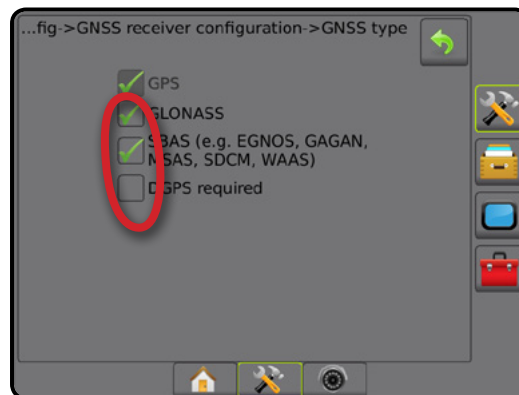 ...fig->GNSS receiver configuration->GNSS type
GPS
GLONASS
SBAS (e.g. EGNOS, GAGAN,
MSAS, SDCM, WAAS)
DGPS required